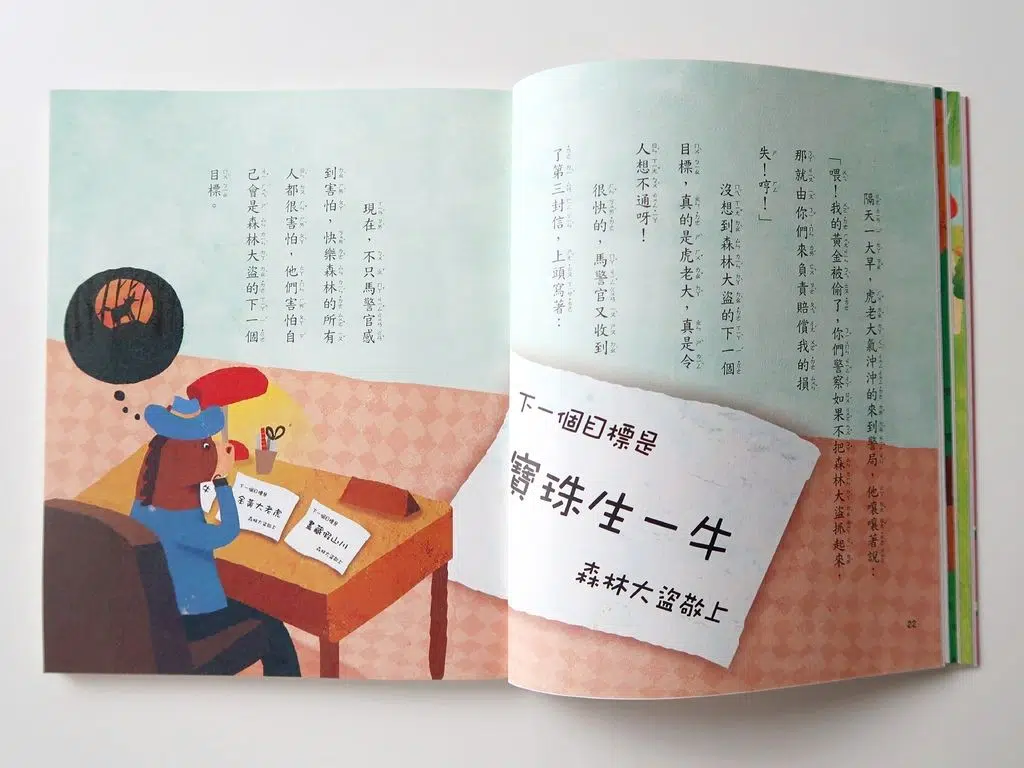 隔天一大早，虎老大氣沖沖的來到警局，他嚷嚷著說：
「喂！我的黃金被偷了，你們警察如果不把森林大盜抓起來，
那就由你們來負責賠償我的損
失！哼！」
沒想到森林大盜的下一個
目標，真的是虎老大，真是令
人想不通呀！
很快的，馬警官又收到
了第三封信，上頭寫著：
下一個目標是
寶珠生一牛
森林大盜敬上
22
現在，不只馬警官感
到害怕，快樂森林的所有
人都很害怕，他們害怕自
己會是森林大盜的下一個
目標。
下一個目標是
金黃大老虎
森林大盜敬上
下一個目標是
畫藏密山川
森林大盜敬上